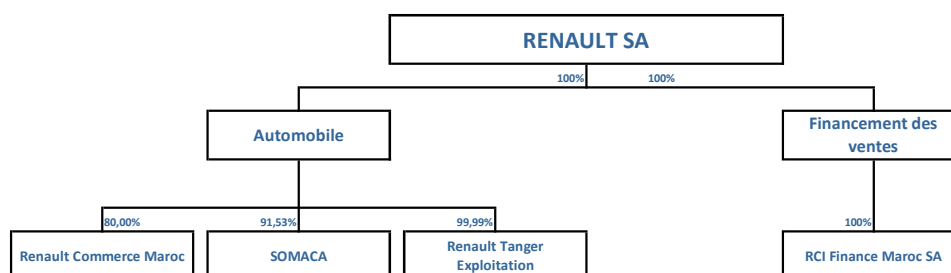 RENAULT SA
100% 100%
Automobile
Financement des
ventes
80,00% 91,53% 99,99% 100%
Renault Commerce Maroc
SOMACA
Renault Tanger
Exploitation
RCI Finance Maroc SA